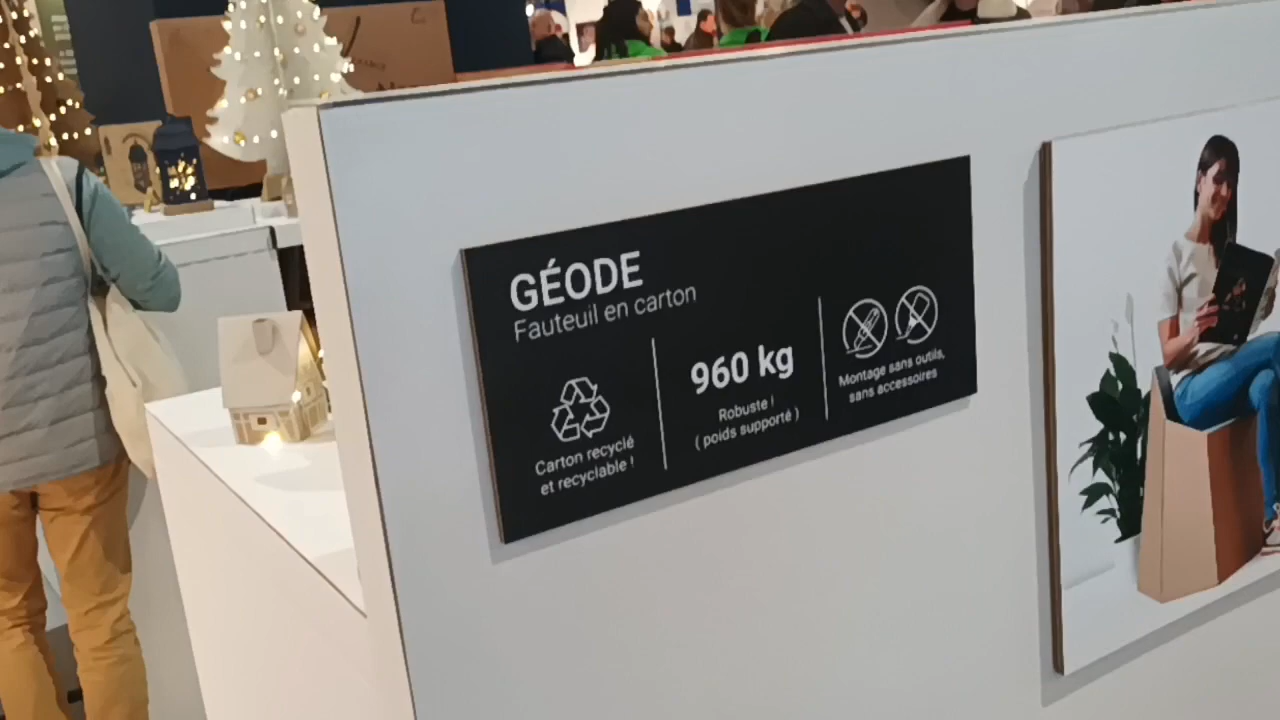 GÉODE
Fauteuil en carton
Carton recyclé
et recyclable !
960 kg
Robuste !
( poids supporté )
Montage sans outils,
sans accessoires